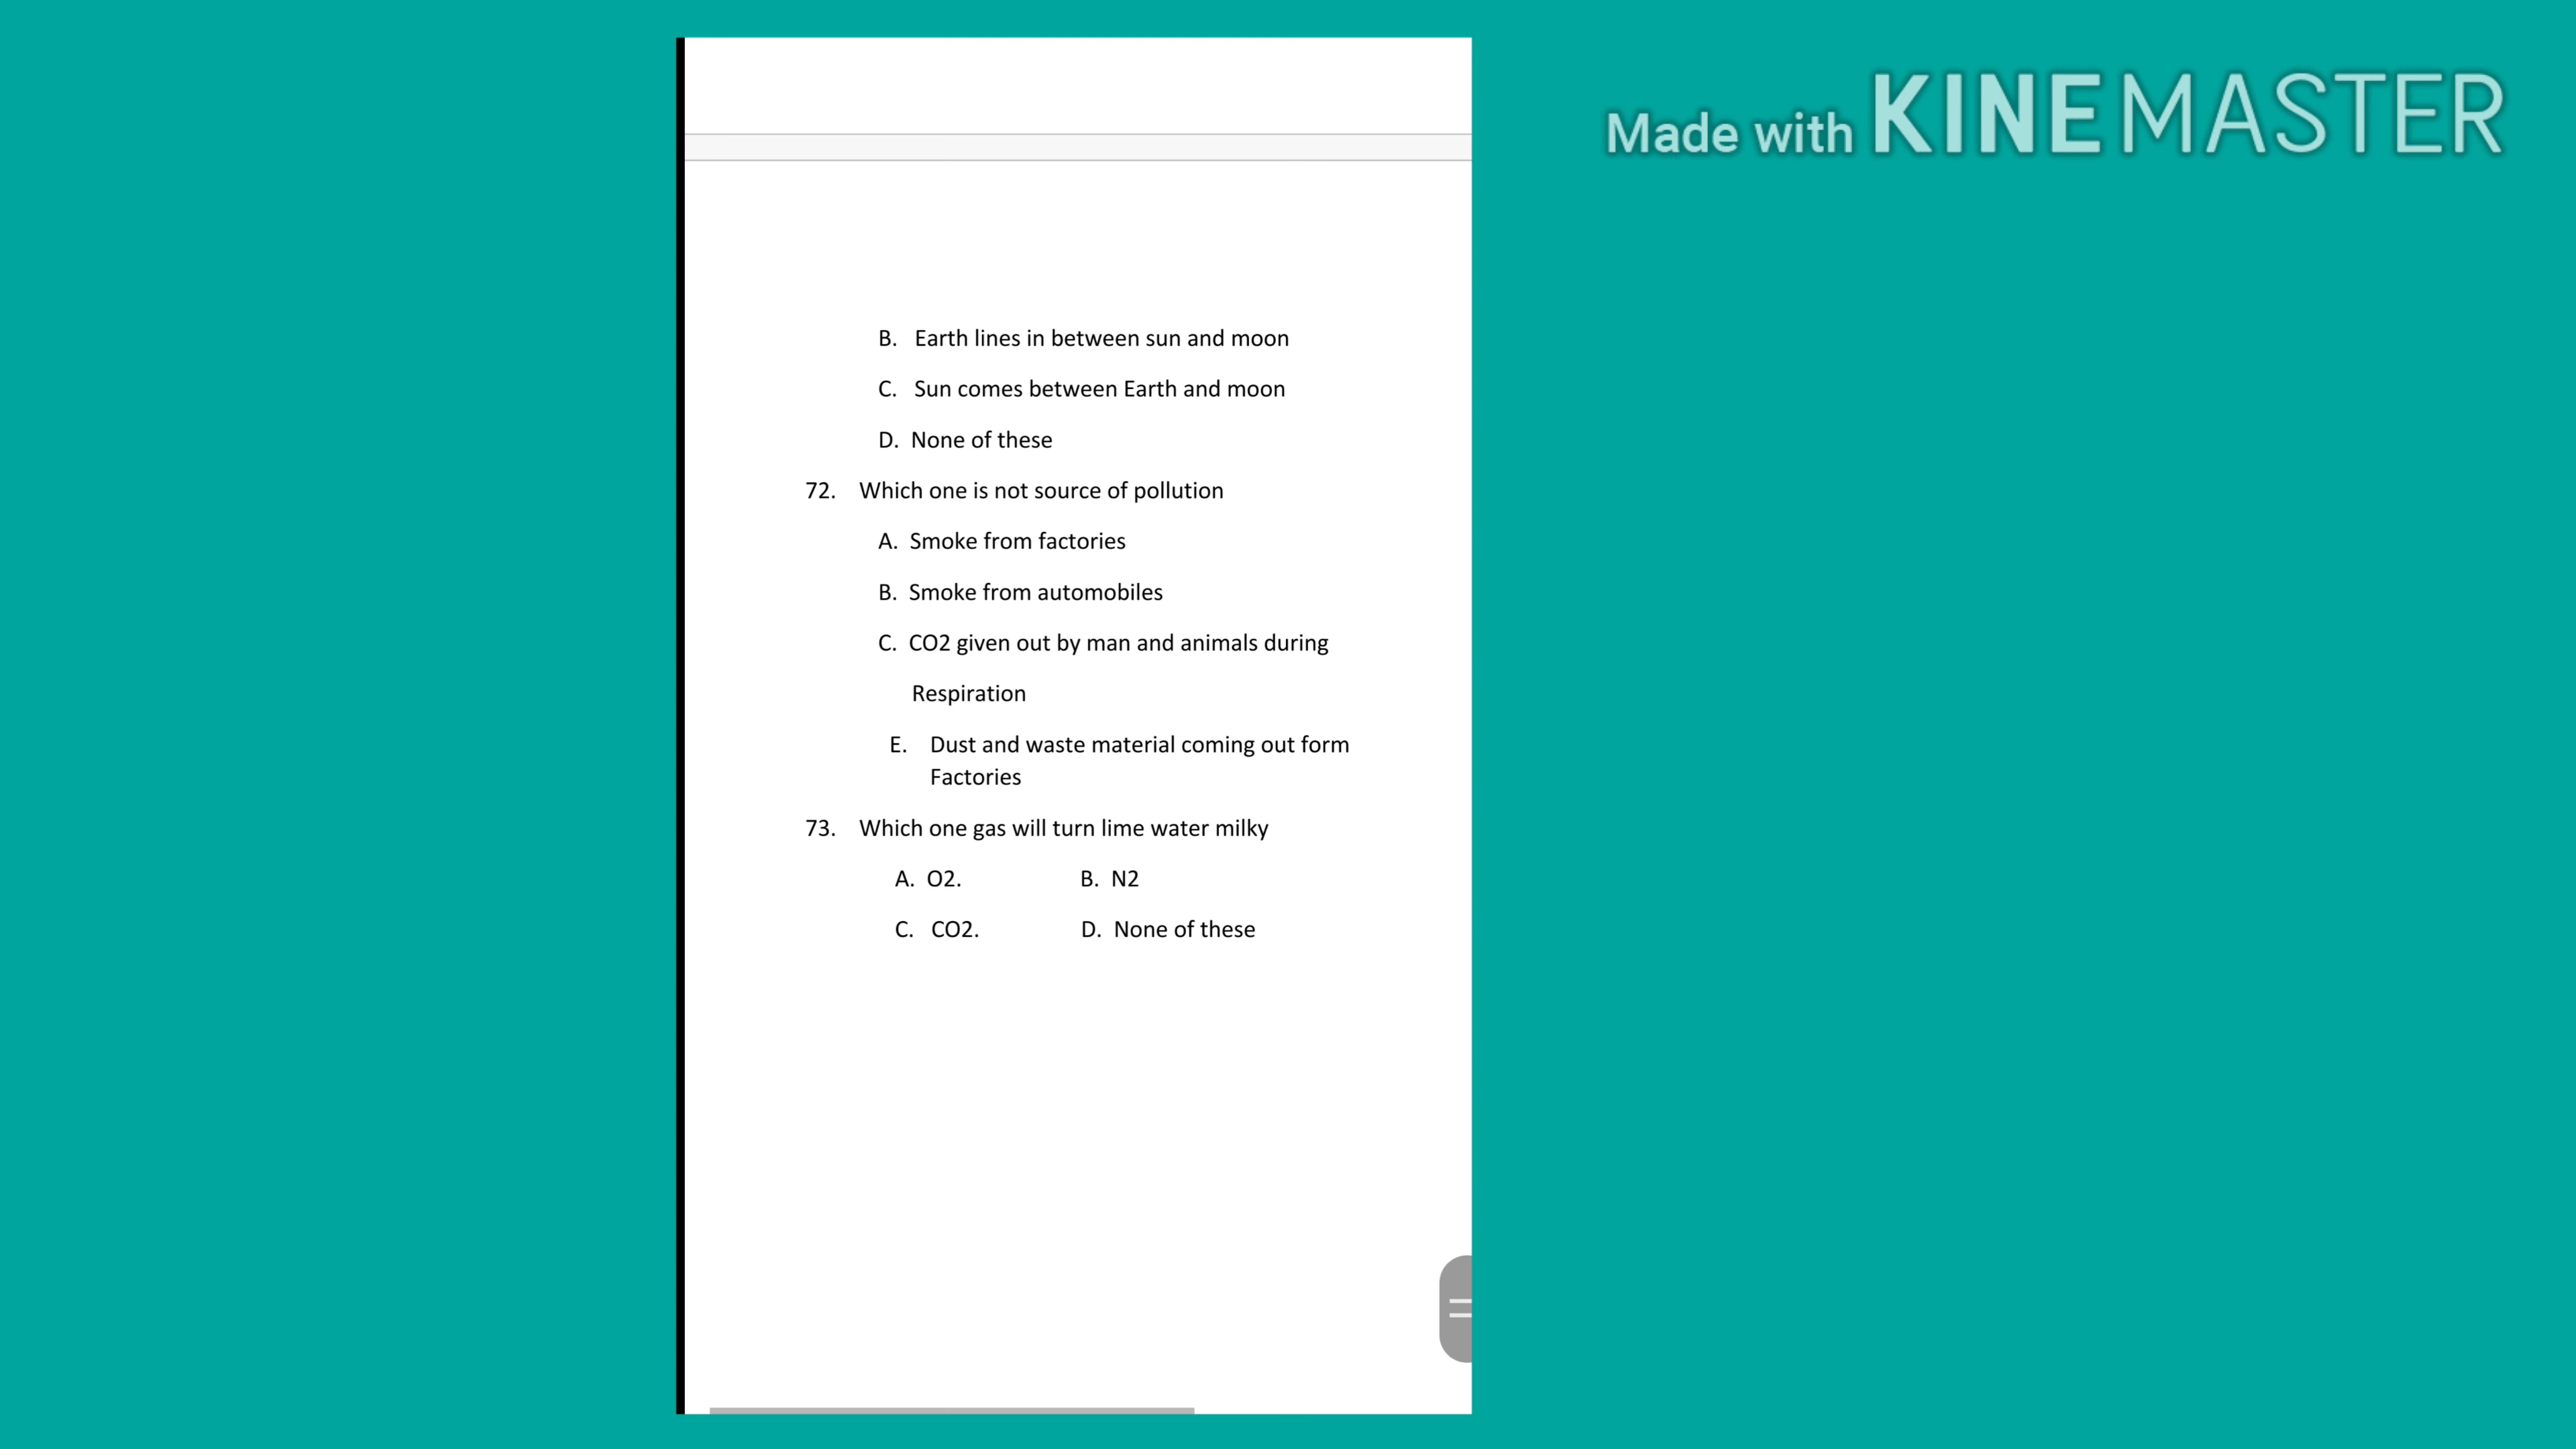 Made with KINEMASTER
B. Earth lines in between sun and moon
C. Sun comes between Earth and moon
D. None of these
72. Which one is not source of pollution
A. Smoke from factories
B. Smoke from automobiles
C. CO2 given out by man and animals during
Respiration
E. Dust and waste material coming out form
Factories
73. Which one gas will turn lime water milky
A. O2. B. N2
C. CO2. D. None of these